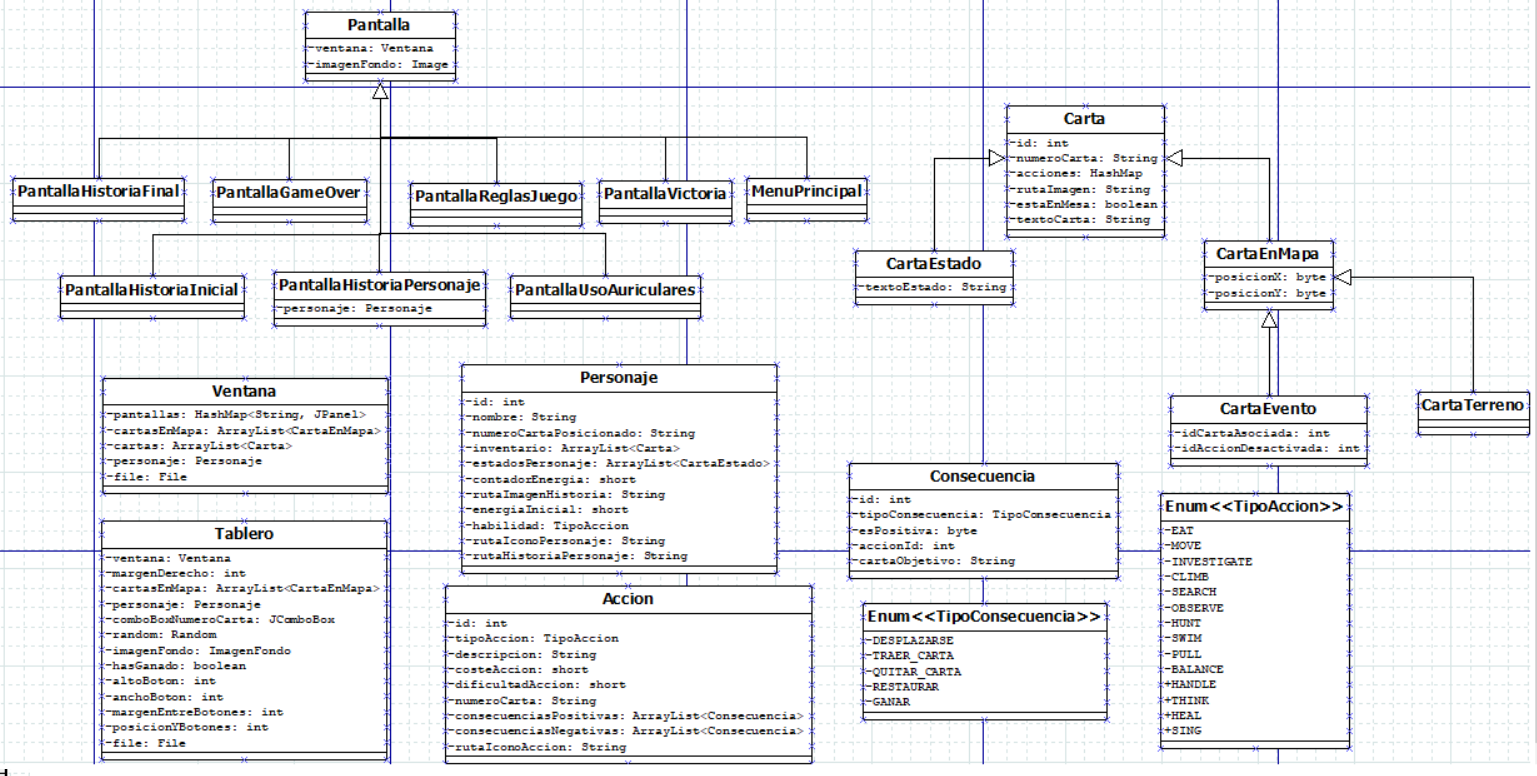 Pantalla
-ventana: Ventana
-imagenFondo: Image
PantallaHistoriaFinal
PantallaGameOver
PantallaReglasJuego
PantallaVictoria
MenuPrincipal
PantallaHistoriaInicial
PantallaHistoriaPersonaje
-personaje: Personaje
PantallaUsoAuriculares
Carta
-id: int
-numeroCarta: String
-acciones: HashMap
-rutaImagen: String
-estaEnMesa: boolean
-textoCarta: String
CartaEstado
-textoEstado: String
CartaEnMapa
-posicionX: byte
-posicionY: byte
CartaEvento
-idCartaAsociada: int
-idAccionDesactivada: int
CartaTerreno
Ventana
-pantallas: HashMap<String, JPanel>
-cartasEnMapa: ArrayList<CartaEnMapa>
-cartas: ArrayList<Carta>
-personaje: Personaje
-file: File
Personaje
-id: int
-nombre: String
-numeroCartaPosicionado: String
-inventario: ArrayList<Carta>
-estadosPersonaje: ArrayList<CartaEstado>
-contadorEnergia: short
-rutaImagenHistoria: String
-energiaInicial: short
-habilidad: TipoAccion
-rutaIconoPersonaje: String
-rutaHistoriaPersonaje: String
Tablero
-ventana: Ventana
-margenDerecho: int
-cartasEnMapa: ArrayList<CartaEnMapa>
-personaje: Personaje
-comboBoxNumeroCarta: JComboBox
-random: Random
-imagenFondo: ImagenFondo
-hasGanado: boolean
-altoBoton: int
-anchoBoton: int
-margenEntreBotones: int
-posicionYBotones: int
-file: File
Accion
-id: int
-tipoAccion: TipoAccion
-descripcion: String
-costeAccion: short
-dificultadAccion: short
-numeroCarta: String
-consecuenciasPositivas: ArrayList<Consecuencia>
-consecuenciasNegativas: ArrayList<Consecuencia>
-rutaIconoAccion: String
Consecuencia
-id: int
-tipoConsecuencia: TipoConsecuencia
-esPositiva: byte
-accionId: int
-cartaObjetivo: String
Enum<<TipoConsecuencia>>
-DESPLAZARSE
-TRAER_CARTA
-QUITAR_CARTA
-RESTAURAR
-GANAR
Enum<<TipoAccion>>
-EAT
-MOVE
-INVESTIGATE
-CLIMB
-SEARCH
-OBSERVE
-HUNT
-SWIM
-PULL
-BALANCE
+HANDLE
+THINK
+HEAL
+SING